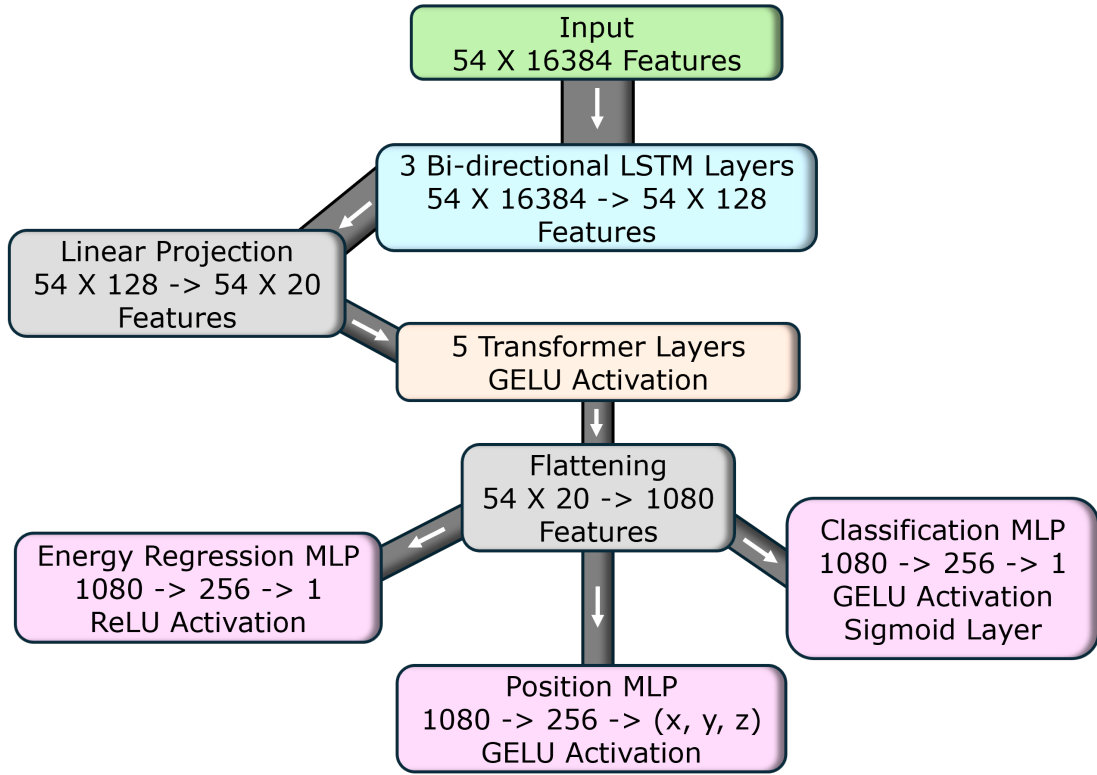 Input
54 X 16384 Features
3 Bi-directional LSTM Layers
54 X 16384 -> 54 X 128
Features
Linear Projection
54 X 128 -> 54 X 20
Features
5 Transformer Layers
GELU Activation
Flattening
54 X 20 -> 1080
Features
Energy Regression MLP
1080 -> 256 -> 1
ReLU Activation
Classification MLP
1080 -> 256 -> 1
GELU Activation
Sigmoid Layer
Position MLP
1080 -> 256 -> (x, y, z)
GELU Activation